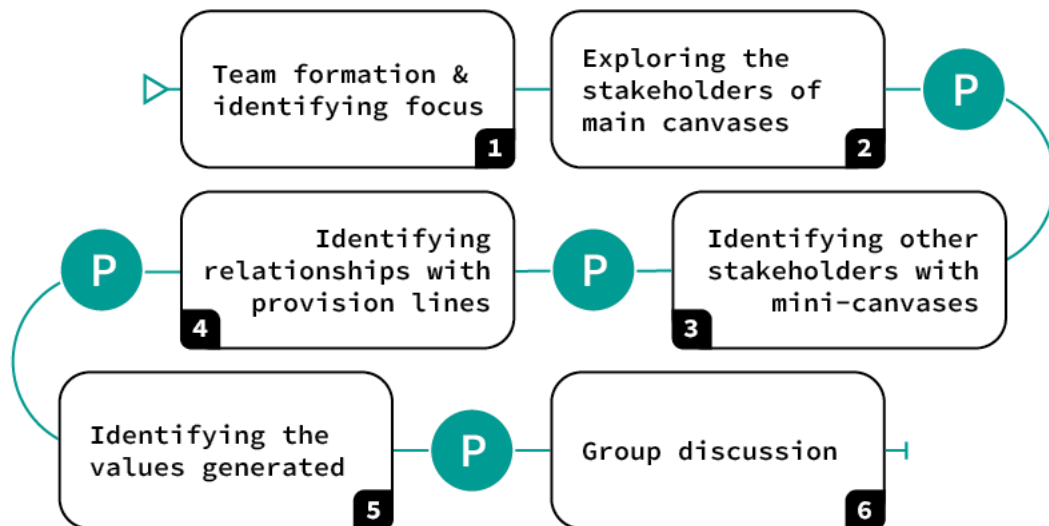 Team formation &
identifying focus
1
Exploring the
stakeholders of
main canvases
2
P
Identifying other
stakeholders with
mini-canvases
3
P
Identifying
relationships with
provision lines
4
P
Identifying the
values generated
5
P
Group discussion
6